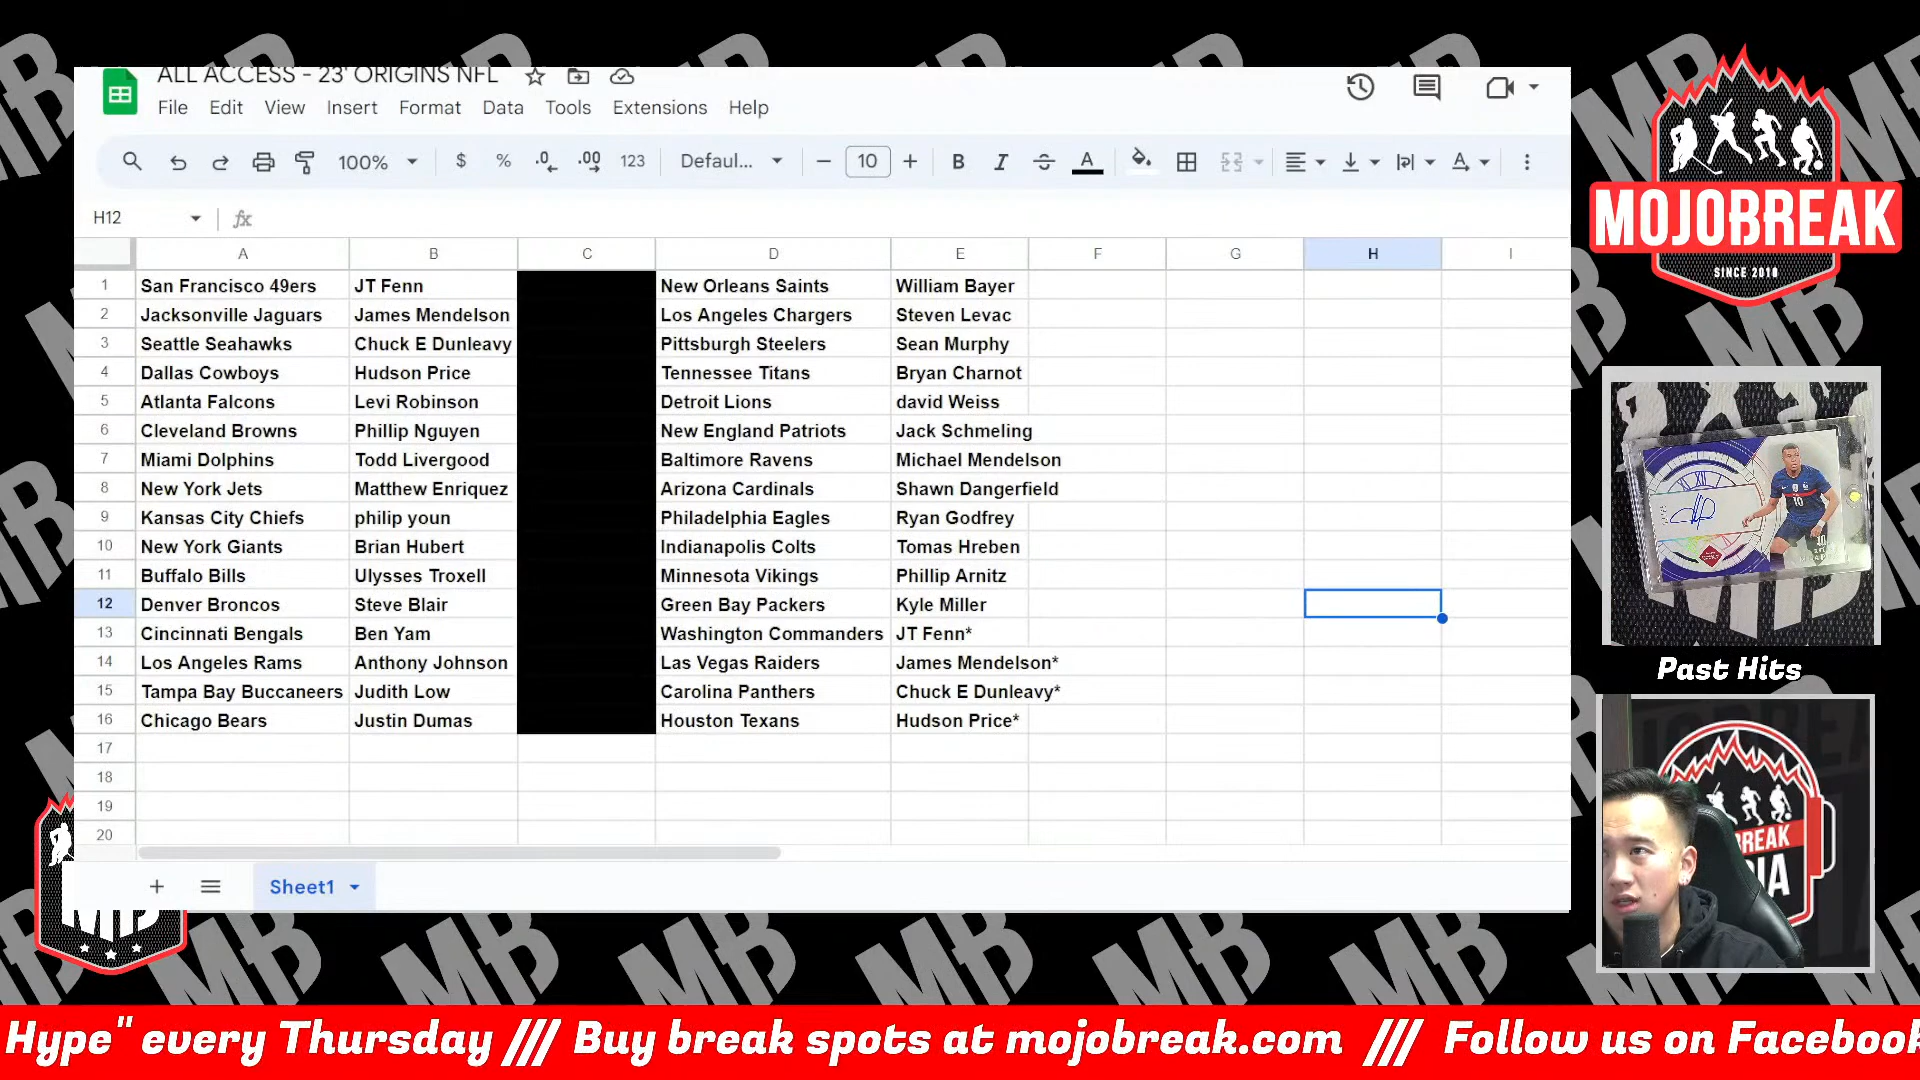 ALL ACCESS - 23' ORIGINS NFL
File Edit View Insert Format Data Tools Extensions Help
100% $ % .0 .00 123 Defaul... 10 B I A
H12 fx
A B C D E F G H I
1 San Francisco 49ers JT Fenn New Orleans Saints William Bayer
2 Jacksonville Jaguars James Mendelson Los Angeles Chargers Steven Levac
3 Seattle Seahawks Chuck E Dunleavy Pittsburgh Steelers Sean Murphy
4 Dallas Cowboys Hudson Price Tennessee Titans Bryan Charnot
5 Atlanta Falcons Levi Robinson Detroit Lions david Weiss
6 Cleveland Browns Phillip Nguyen New England Patriots Jack Schmeling
7 Miami Dolphins Todd Livergood Baltimore Ravens Michael Mendelson
8 New York Jets Matthew Enriquez Arizona Cardinals Shawn Dangerfield
9 Kansas City Chiefs philip youn Philadelphia Eagles Ryan Godfrey
10 New York Giants Brian Hubert Indianapolis Colts Tomas Hreben
11 Buffalo Bills Ulysses Troxell Minnesota Vikings Phillip Arnitz
12 Denver Broncos Steve Blair Green Bay Packers Kyle Miller
13 Cincinnati Bengals Ben Yam Washington Commanders JT Fenn*
14 Los Angeles Rams Anthony Johnson Las Vegas Raiders James Mendelson*
15 Tampa Bay Buccaneers Judith Low Carolina Panthers Chuck E Dunleavy*
16 Chicago Bears Justin Dumas Houston Texans Hudson Price*
17
18
19
20
Sheet1
MOJOBREAK
SINCE 2010
Past Hits
MB
Hype" every Thursday /// Buy break spots at mojobreak.com /// Follow us on Facebook